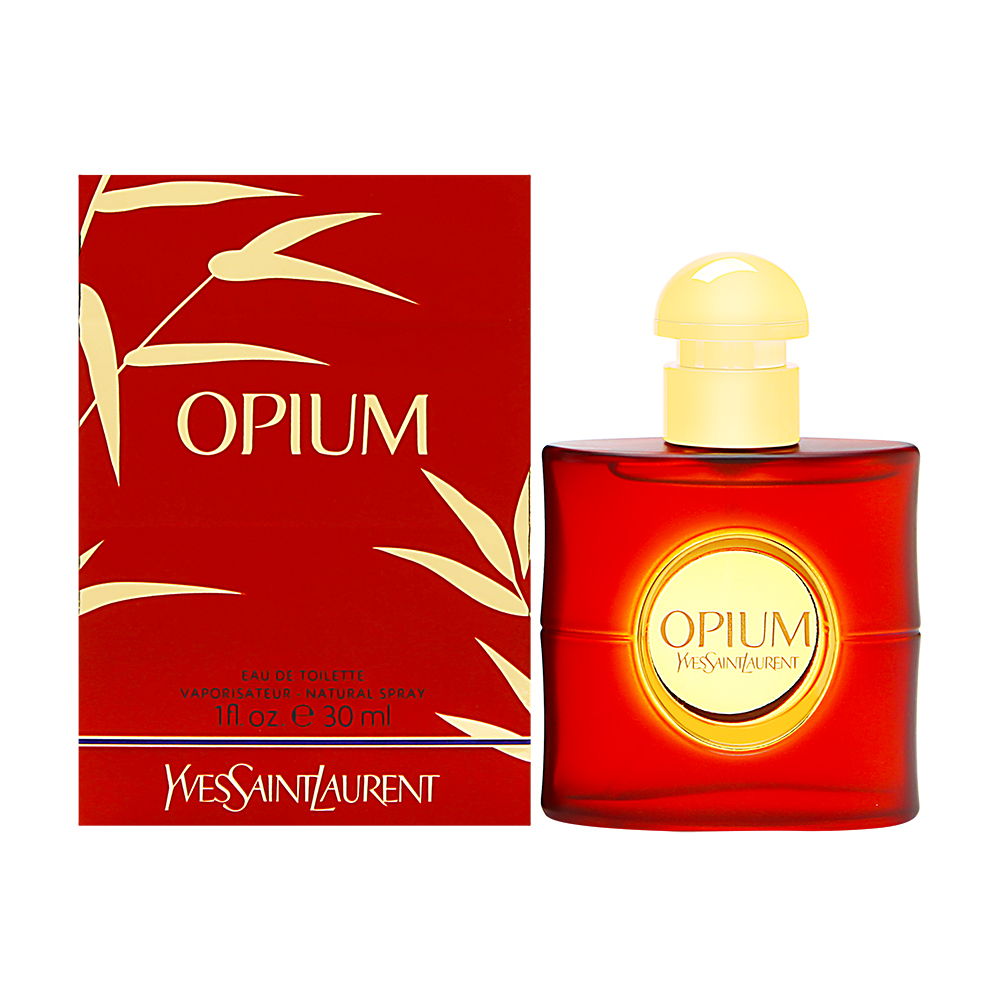 OPIUM
EAU DE TOILETTE
VAPORISATEUR - NATURAL SPRAY
1fl. oz. ℮ 30 ml
YVESSAINTLAURENT
OPIUM
YVESSAINTLAURENT